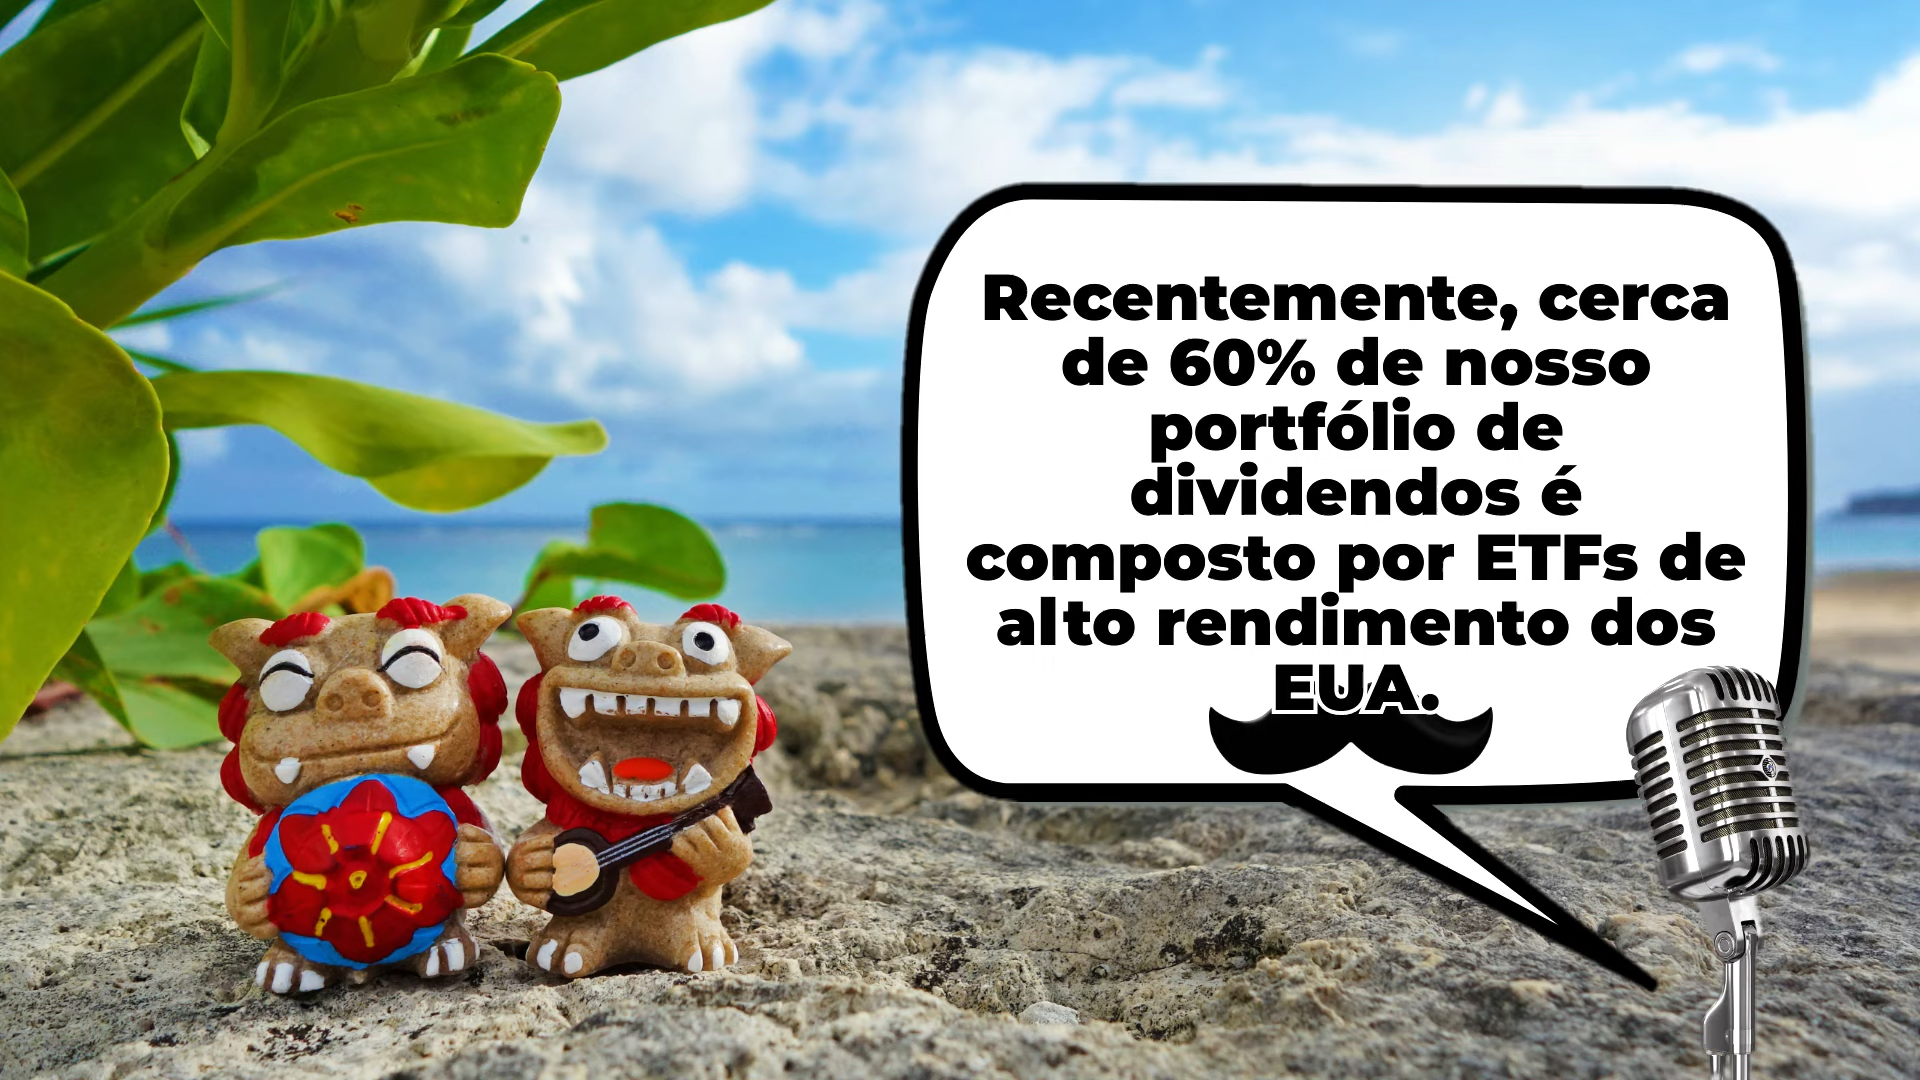 Recentemente, cerca
de 60% de nosso
portfólio de
dividendos é
composto por ETFs de
alto rendimento dos
EUA.